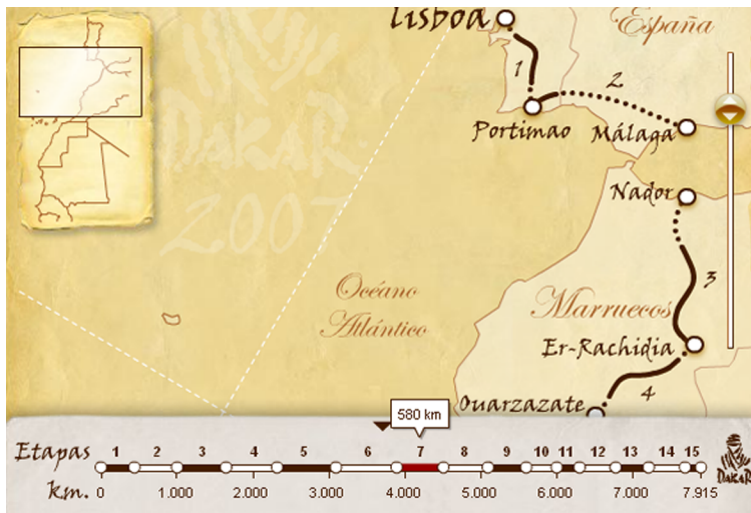 Lisboa
España
1
2
Portimao
Málaga
DAKAR
2007
Nador
Océano
Atlántico
3
Marruecos
Er-Rachidia
4
Ouarzazate
580 km
Etapas 1 2 3 4 5 6 7 8 9 10 11 12 13 14 15
km. 0 1.000 2.000 3.000 4.000 5.000 6.000 7.000 7.915
DAKAR